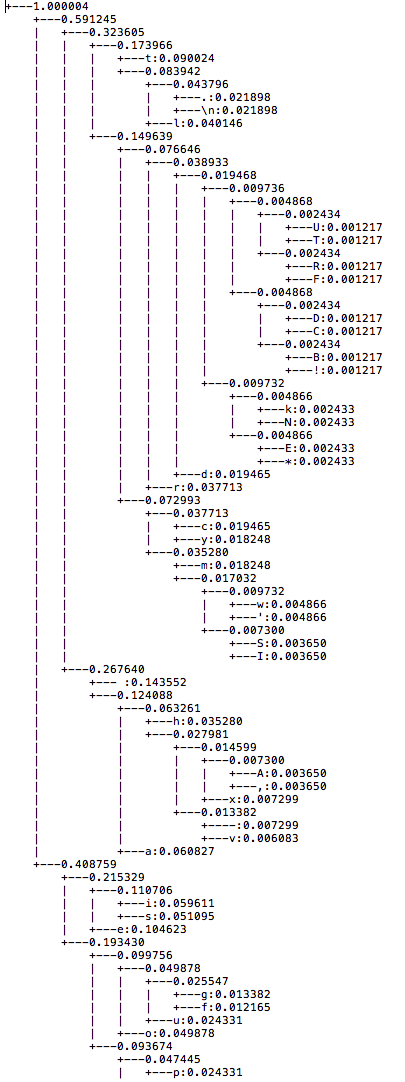 +---1.000004
+---0.591245
| +---0.323605
| | +---0.173966
| | | +---t:0.090024
| | | +---0.083942
| | | | +---0.043796
| | | | | +---.:0.021898
| | | | | +---\n:0.021898
| | | | +---l:0.040146
| | +---0.149639
| | | +---0.076646
| | | | +---0.038933
| | | | | +---0.019468
| | | | | | +---0.009736
| | | | | | | +---0.004868
| | | | | | | | +---0.002434
| | | | | | | | | +---U:0.001217
| | | | | | | | | +---T:0.001217
| | | | | | | | +---0.002434
| | | | | | | | +---R:0.001217
| | | | | | | | +---F:0.001217
| | | | | | | +---0.004868
| | | | | | | +---0.002434
| | | | | | | | +---D:0.001217
| | | | | | | | +---C:0.001217
| | | | | | | +---0.002434
| | | | | | | +---B:0.001217
| | | | | | | +---!:0.001217
| | | | | | +---0.009732
| | | | | | +---0.004866
| | | | | | | +---k:0.002433
| | | | | | | +---N:0.002433
| | | | | | +---0.004866
| | | | | | +---E:0.002433
| | | | | | +---*:0.002433
| | | | | +---d:0.019465
| | | | +---r:0.037713
| | | +---0.072993
| | | +---0.037713
| | | | +---c:0.019465
| | | | +---y:0.018248
| | | +---0.035280
| | | +---m:0.018248
| | | +---0.017032
| | | +---0.009732
| | | | +---w:0.004866
| | | | +---':0.004866
| | | +---0.007300
| | | +---S:0.003650
| | | +---I:0.003650
| +---0.267640
| +--- :0.143552
| +---0.124088
| +---0.063261
| | +---h:0.035280
| | +---0.027981
| | +---0.014599
| | | +---0.007300
| | | | +---A:0.003650
| | | | +---,:0.003650
| | | +---x:0.007299
| | +---0.013382
| | +----:0.007299
| | +---v:0.006083
| +---a:0.060827
+---0.408759
+---0.215329
| +---0.110706
| | +---i:0.059611
| | +---s:0.051095
| +---e:0.104623
+---0.193430
+---0.099756
| +---0.049878
| | +---0.025547
| | | +---g:0.013382
| | | +---f:0.012165
| | +---u:0.024331
| +---o:0.049878
+---0.093674
+---0.047445
| +---p:0.024331